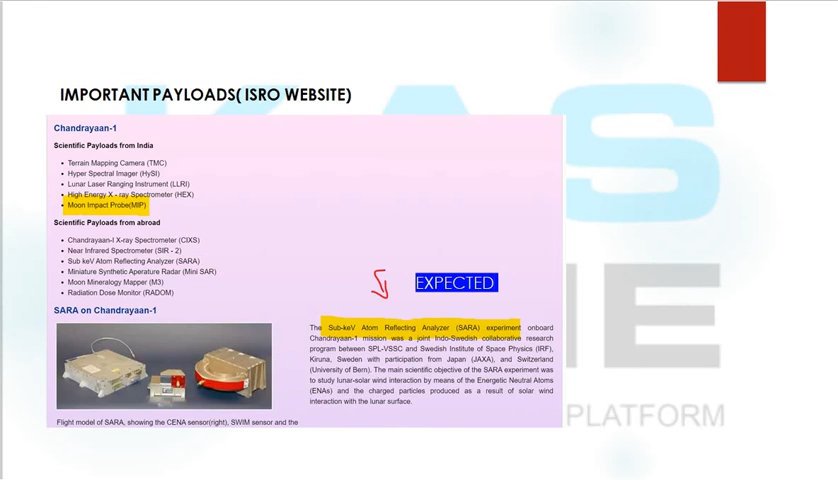 IMPORTANT PAYLOADS( ISRO WEBSITE)
Chandrayaan-1
Scientific Payloads from India
Terrain Mapping Camera (TMC)
Hyper Spectral Imager (HySI)
Lunar Laser Ranging Instrument (LLRI)
High Energy X - ray Spectrometer (HEX)
Moon Impact Probe(MIP)
Scientific Payloads from abroad
Chandrayaan-I X-ray Spectrometer (CIXS)
Near Infrared Spectrometer (SIR - 2)
Sub keV Atom Reflecting Analyzer (SARA)
Miniature Synthetic Aperature Radar (Mini SAR)
Moon Mineralogy Mapper (M3)
Radiation Dose Monitor (RADOM)
EXPECTED
SARA on Chandrayaan-1
The Sub-keV Atom Reflecting Analyzer (SARA) experiment onboard
Chandrayaan-1 mission was a joint Indo-Swedish collaborative research
program between SPL-VSSC and Swedish Institute of Space Physics (IRF),
Kiruna, Sweden with participation from Japan (JAXA), and Switzerland
(University of Bern). The main scientific objective of the SARA experiment was
to study lunar-solar wind interaction by means of the Energetic Neutral Atoms
(ENAs) and the charged particles produced as a result of solar wind
interaction with the lunar surface.
Flight model of SARA, showing the CENA sensor(right), SWIM sensor and the
PLATFORM